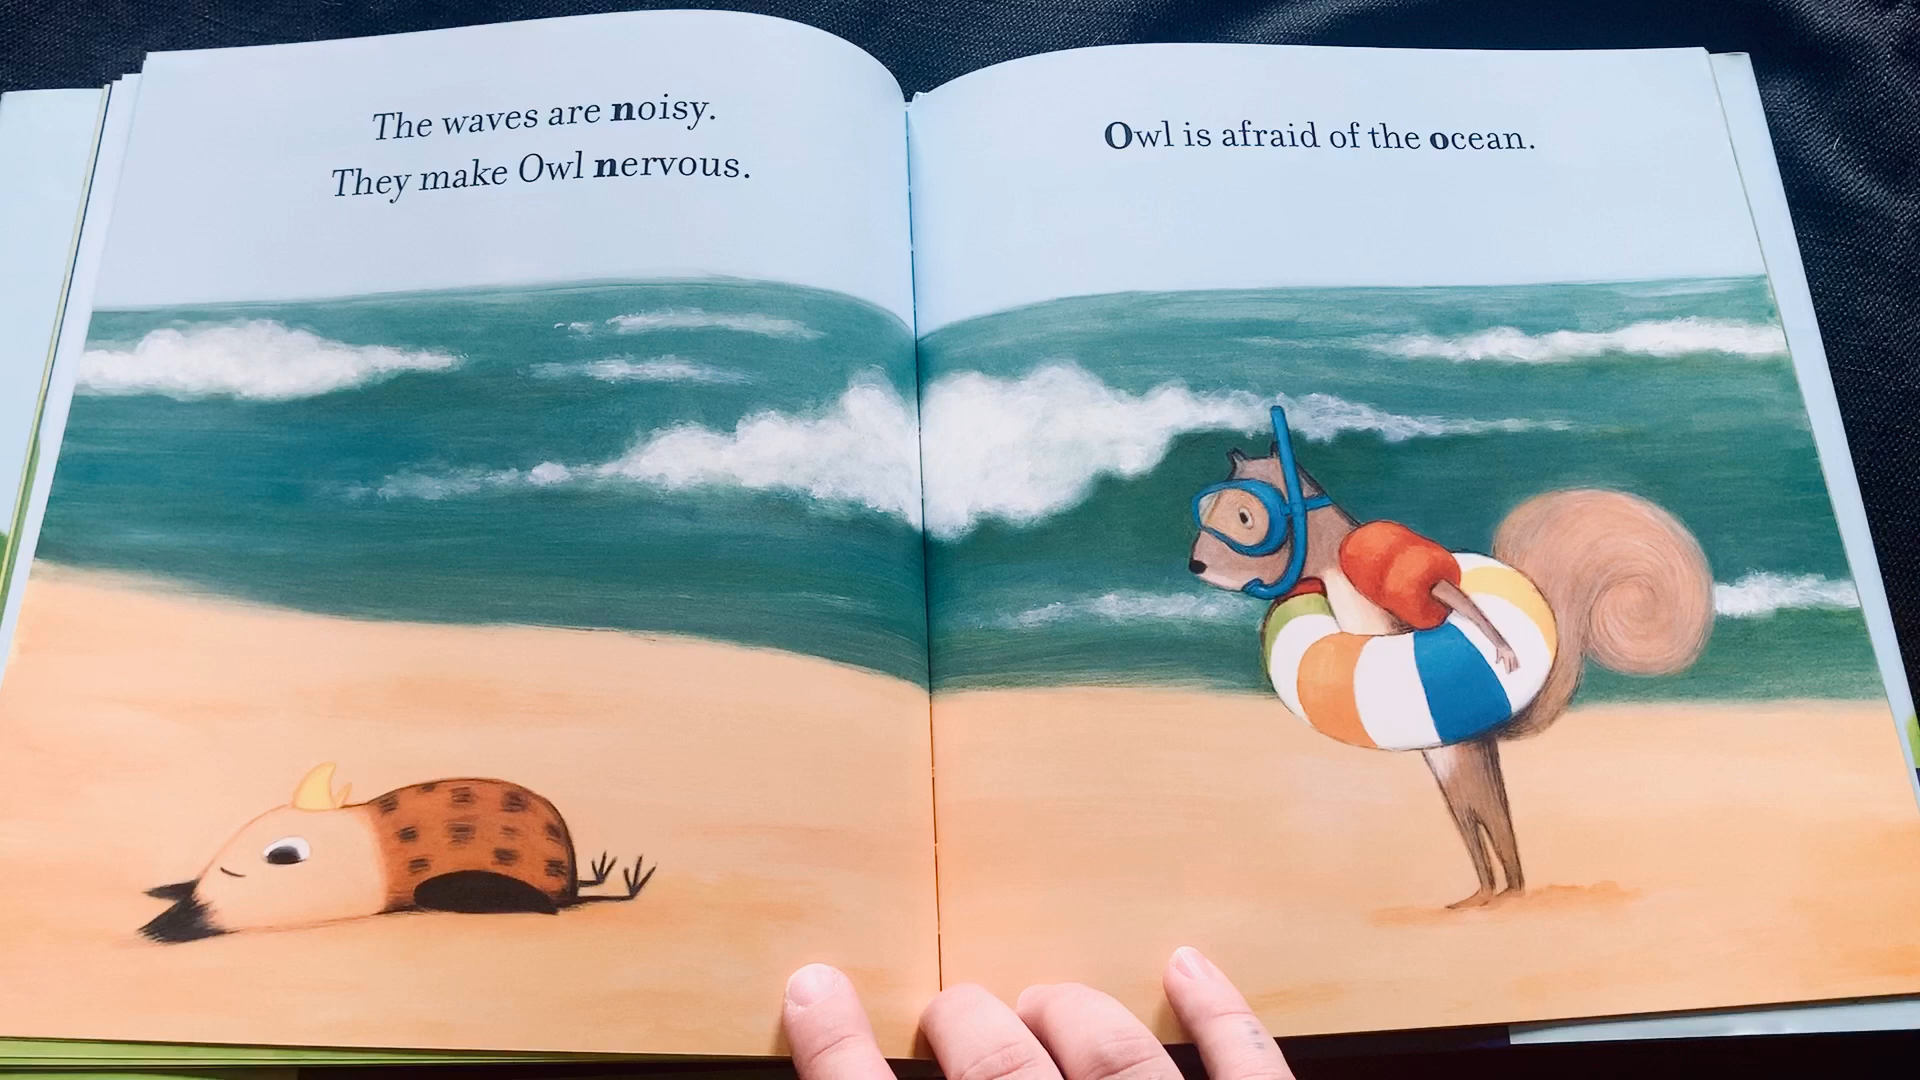 The waves are noisy.
They make Owl nervous.
Owl is afraid of the ocean.